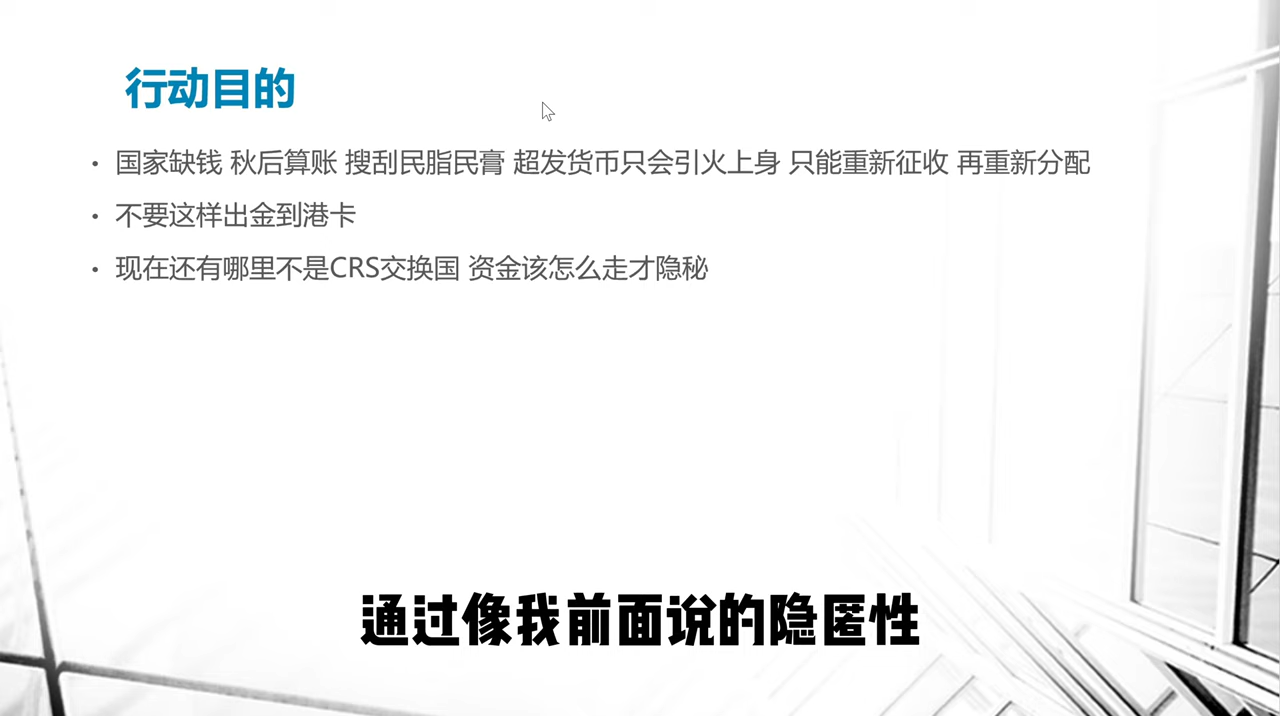 行动目的
• 国家缺钱 秋后算账 搜刮民脂民膏 超发货币只会引火上身 只能重新征收 再重新分配
• 不要这样出金到港卡
• 现在还有哪里不是CRS交换国 资金该怎么走才隐秘
通过像我前面说的隐匿性